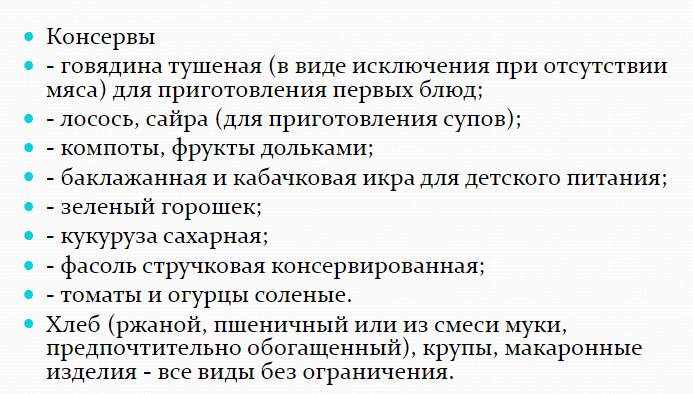 Консервы
- говядина тушеная (в виде исключения при отсутствии
мяса) для приготовления первых блюд;
- лосось, сайра (для приготовления супов);
- компоты, фрукты дольками;
- баклажанная и кабачковая икра для детского питания;
- зеленый горошек;
- кукуруза сахарная;
- фасоль стручковая консервированная;
- томаты и огурцы соленые.
Хлеб (ржаной, пшеничный или из смеси муки,
предпочтительно обогащенный), крупы, макаронные
изделия - все виды без ограничения.